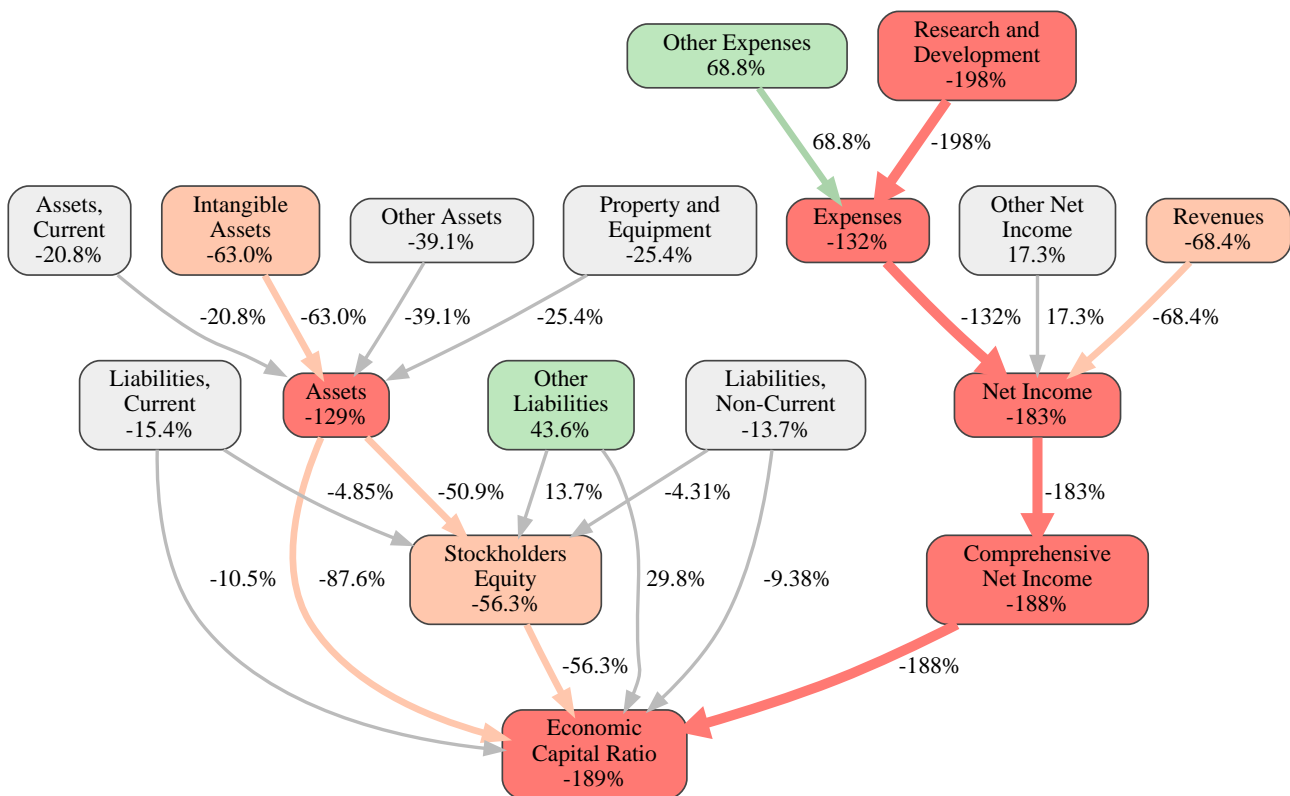 Other Expenses
68.8%
Research and
Development
-198%
68.8%
-198%
Assets,
Current
-20.8%
Intangible
Assets
-63.0%
Other Assets
-39.1%
Property and
Equipment
-25.4%
Expenses
-132%
Other Net
Income
17.3%
Revenues
-68.4%
-20.8%
-63.0%
-39.1%
-25.4%
-132%
17.3%
-68.4%
Liabilities,
Current
-15.4%
Assets
-129%
Other
Liabilities
43.6%
Liabilities,
Non-Current
-13.7%
Net Income
-183%
-4.85%
-50.9%
13.7%
-4.31%
-183%
Stockholders
Equity
-56.3%
Comprehensive
Net Income
-188%
-10.5%
-87.6%
29.8%
-9.38%
-56.3%
-188%
Economic
Capital Ratio
-189%